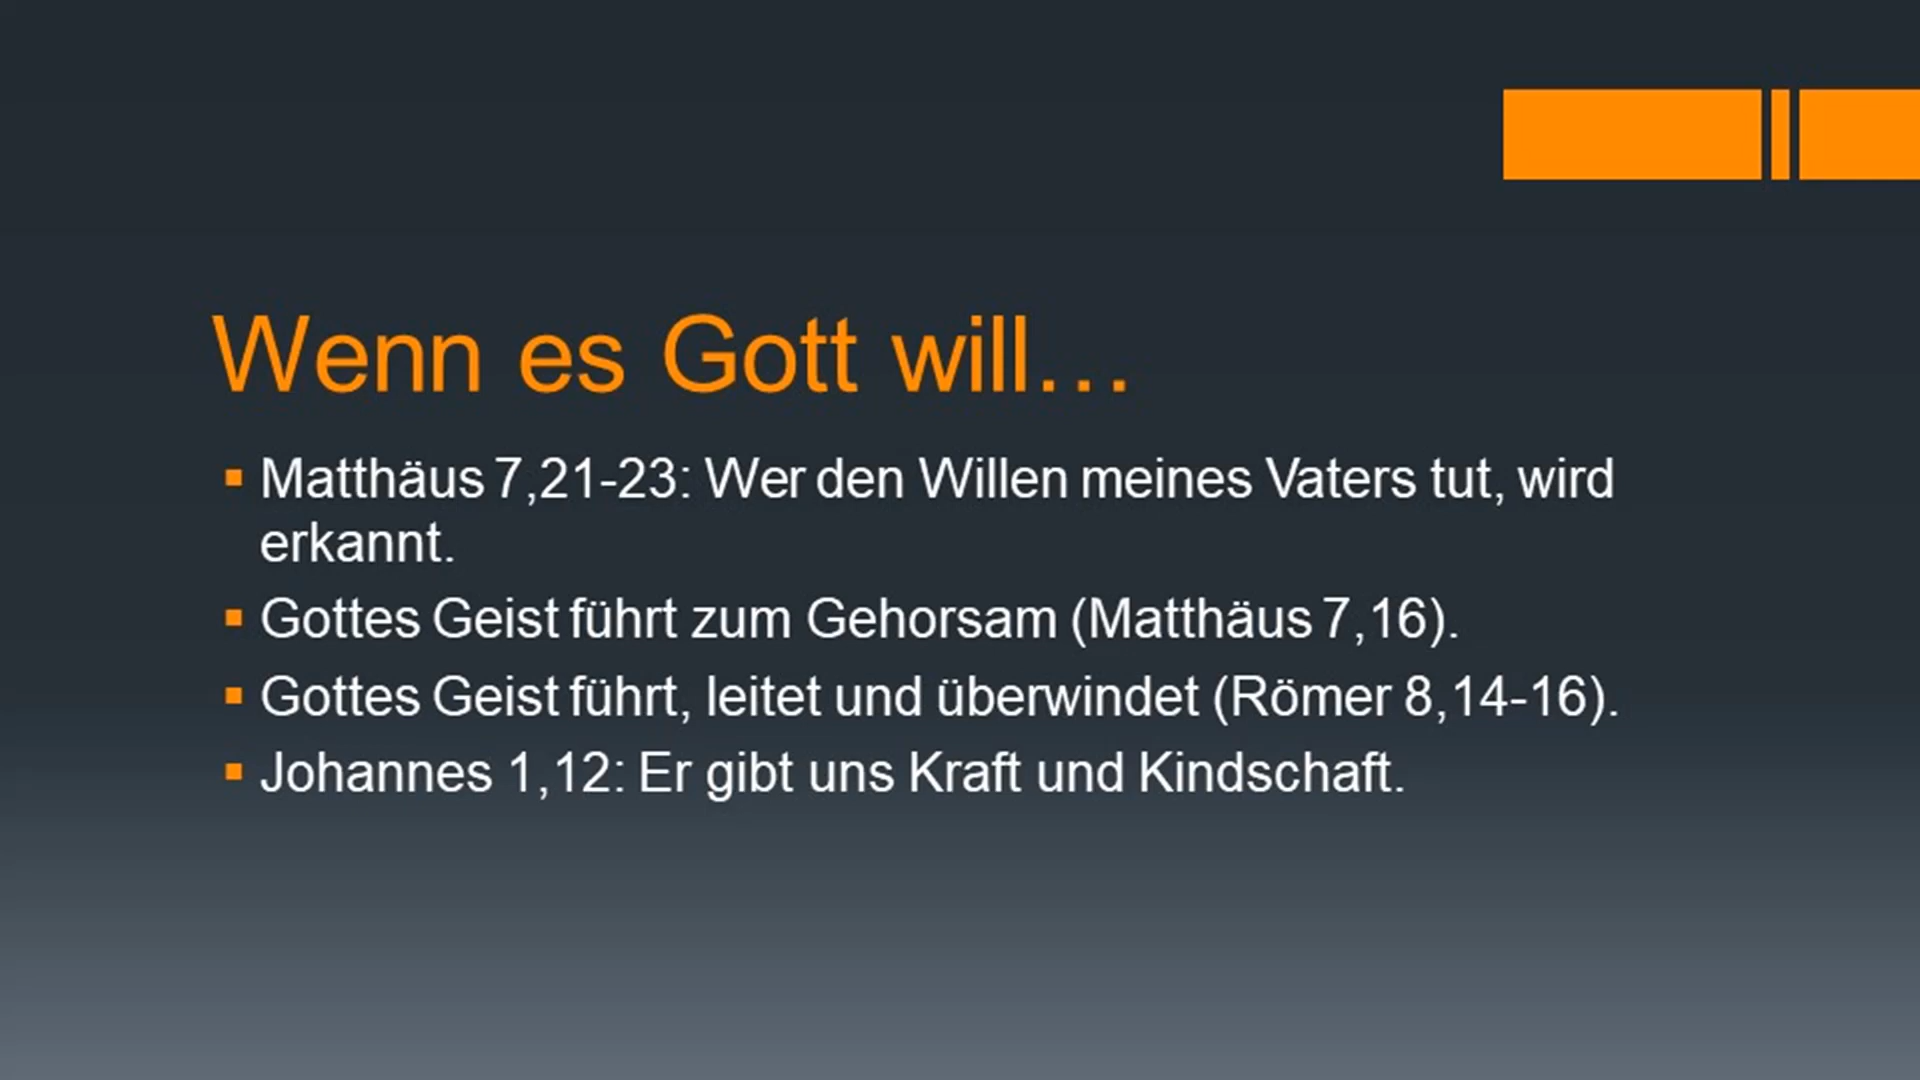 Wenn es Gott will…
▪ Matthäus 7,21-23: Wer den Willen meines Vaters tut, wird
erkannt.
▪ Gottes Geist führt zum Gehorsam (Matthäus 7,16).
▪ Gottes Geist führt, leitet und überwindet (Römer 8,14-16).
▪ Johannes 1,12: Er gibt uns Kraft und Kindschaft.